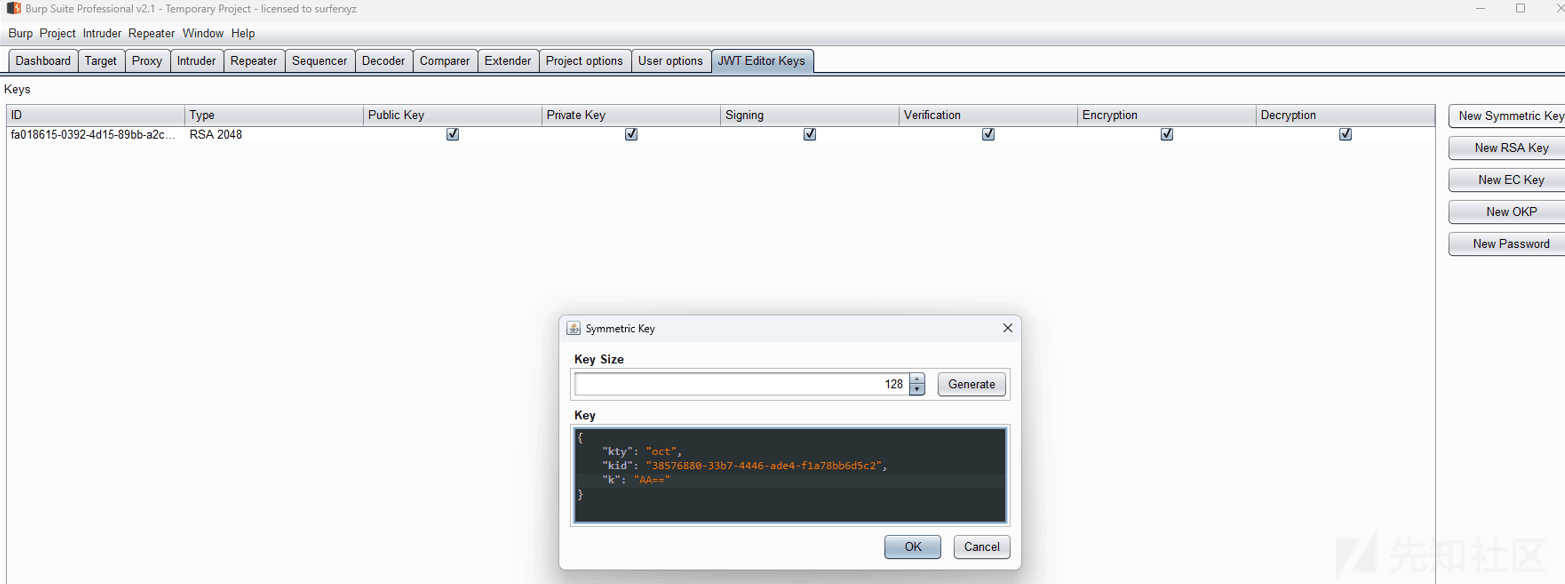 Burp Suite Professional v2.1 - Temporary Project - licensed to surferxyz
Burp Project Intruder Repeater Window Help
Dashboard Target Proxy Intruder Repeater Sequencer Decoder Comparer Extender Project options User options JWT Editor Keys
Keys
ID Type Public Key Private Key Signing Verification Encryption Decryption
fa018615-0392-4d15-89bb-a2c... RSA 2048
New Symmetric Key
New RSA Key
New EC Key
New OKP
New Password
Symmetric Key
Key Size
128 Generate
Key
{
"kty": "oct",
"kid": "38576880-33b7-4446-ade4-f1a78bb6d5c2",
"k": "AA=="
}
OK Cancel
先知社区